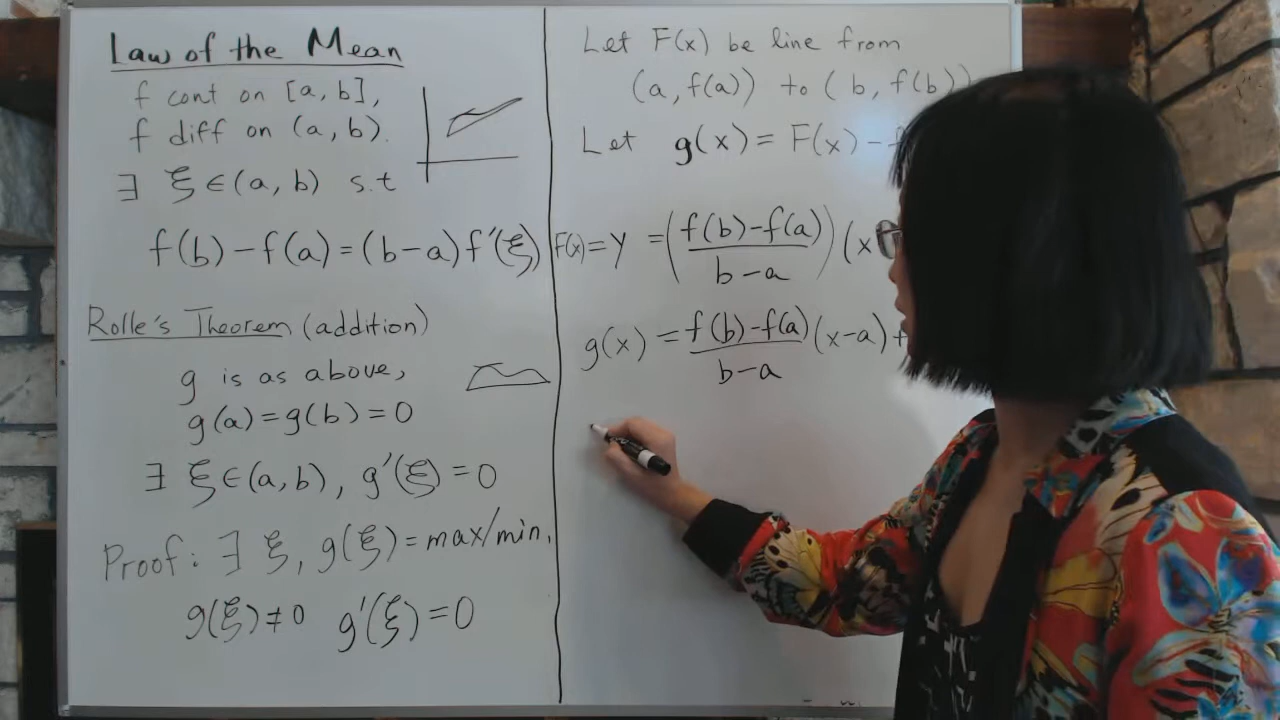 Law of the Mean
f cont on [a, b],
f diff on (a, b).
∃ ξ ∈ (a, b) s.t
f(b) – f(a) = (b–a) f'(ξ)
Rolle's Theorem (addition)
g is as above,
g(a) = g(b) = 0
∃ ξ ∈ (a, b), g'(ξ) = 0
Proof: ∃ ξ, g(ξ) = max/min.
g(ξ) ≠ 0 g'(ξ) = 0
Let F(x) be line from
(a, f(a)) to (b, f(b))
Let g(x) = F(x) –
F(x) = y = (f(b)–f(a) / b–a) (x
g(x) = f(b)–f(a) / b–a (x–a) +